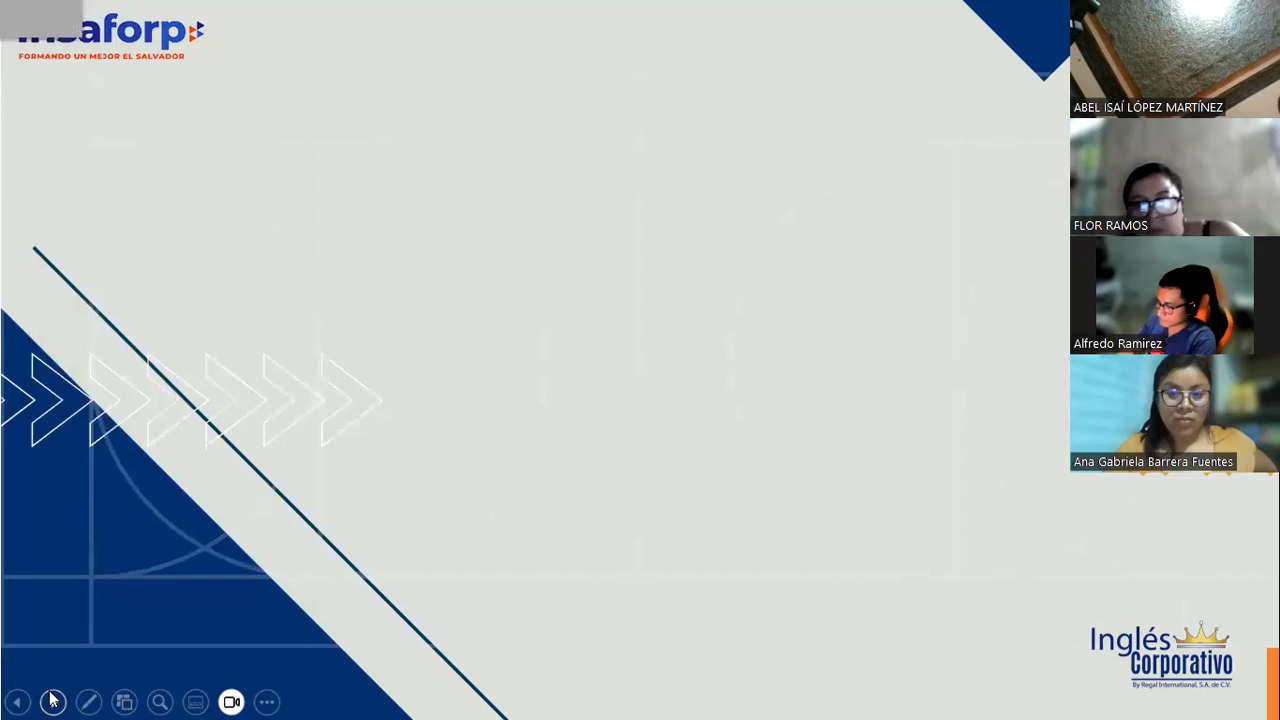 insaforp
FORMANDO UN MEJOR EL SALVADOR
ABEL ISAÍ LÓPEZ MARTÍNEZ
FLOR RAMOS
Alfredo Ramirez
Ana Gabriela Barrera Fuentes
Inglés
Corporativo
By Regal International, S.A. de C.V.